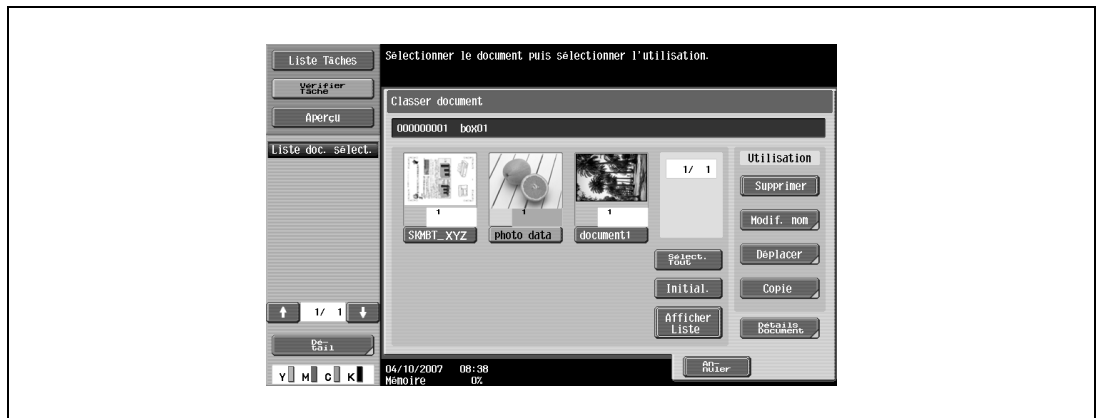 Liste Tâches
Vérifier
Tâche
Aperçu
Liste doc. sélect.
1/ 1
Dé-
tail
Y M C K
Sélectionner le document puis sélectionner l'utilisation.
Classer document
000000001 box01
1
SKMBT_XYZ
1
photo data
1
document1
1/ 1
Sélect.
Tout
Initial.
Afficher
Liste
Utilisation
Supprimer
Modif. nom
Déplacer
Copie
Détails
Document
An-
nuler
04/10/2007 08:38
Mémoire 0%